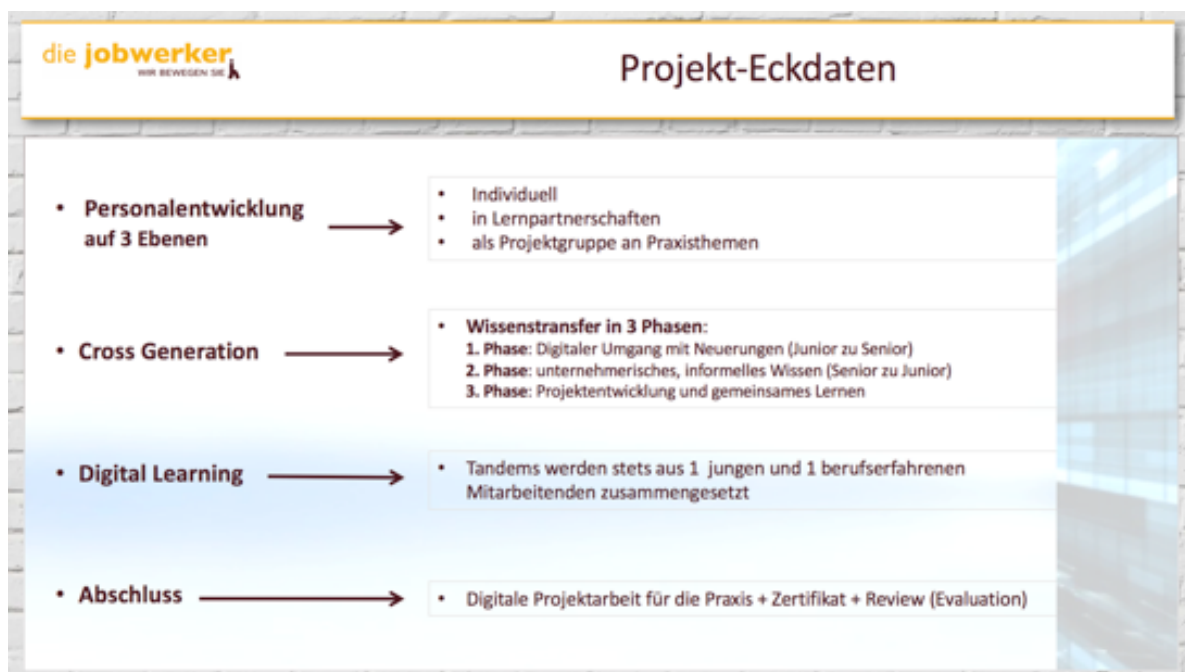 die jobwerker
WIR BEWEGEN SIE
Projekt-Eckdaten
• Personalentwicklung
auf 3 Ebenen
• Individuell
• in Lernpartnerschaften
• als Projektgruppe an Praxisthemen
• Cross Generation
• Wissenstransfer in 3 Phasen:
1. Phase: Digitaler Umgang mit Neuerungen (Junior zu Senior)
2. Phase: unternehmerisches, informelles Wissen (Senior zu Junior)
3. Phase: Projektentwicklung und gemeinsames Lernen
• Digital Learning
• Tandems werden stets aus 1 jungen und 1 berufserfahrenen
Mitarbeitenden zusammengesetzt
• Abschluss
• Digitale Projektarbeit für die Praxis + Zertifikat + Review (Evaluation)